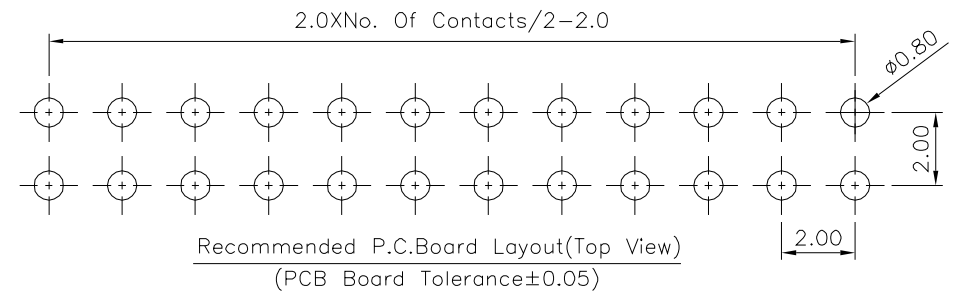 2.0XNo. Of Contacts/2-2.0
ø0.80
2.00
2.00
Recommended P.C.Board Layout(Top View)
(PCB Board Tolerance±0.05)